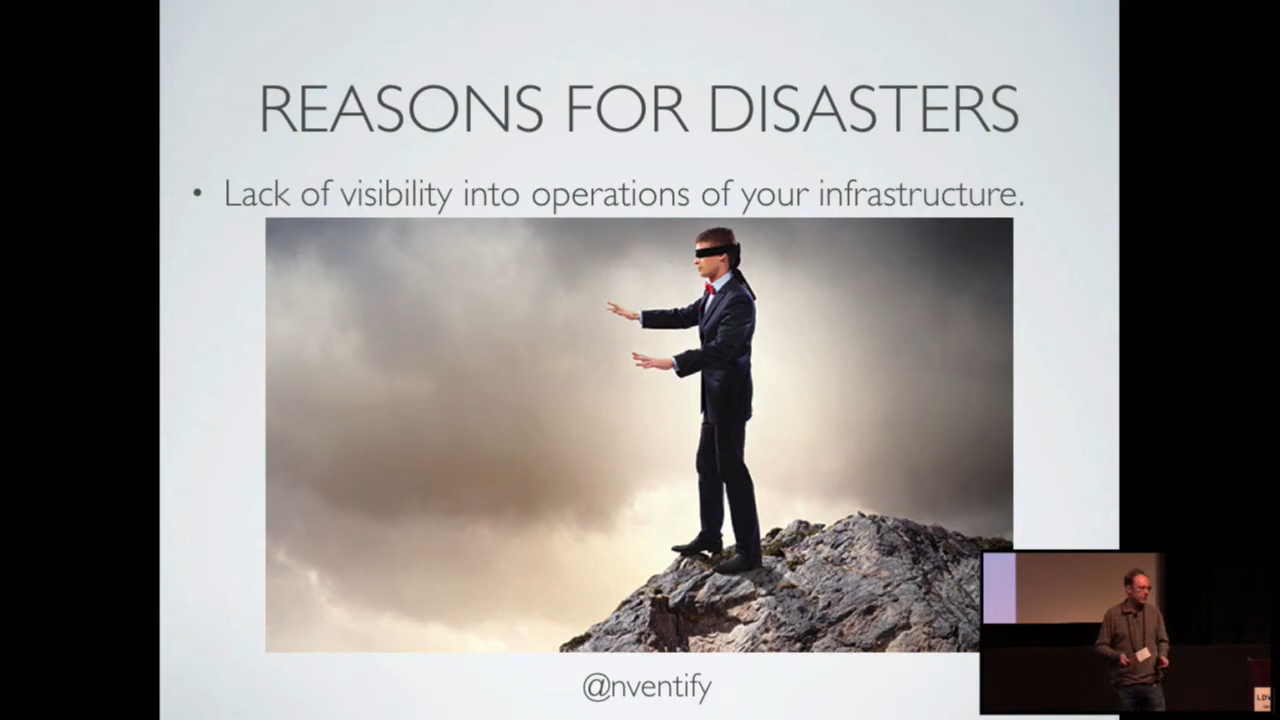 REASONS FOR DISASTERS
• Lack of visibility into operations of your infrastructure.
@nventify